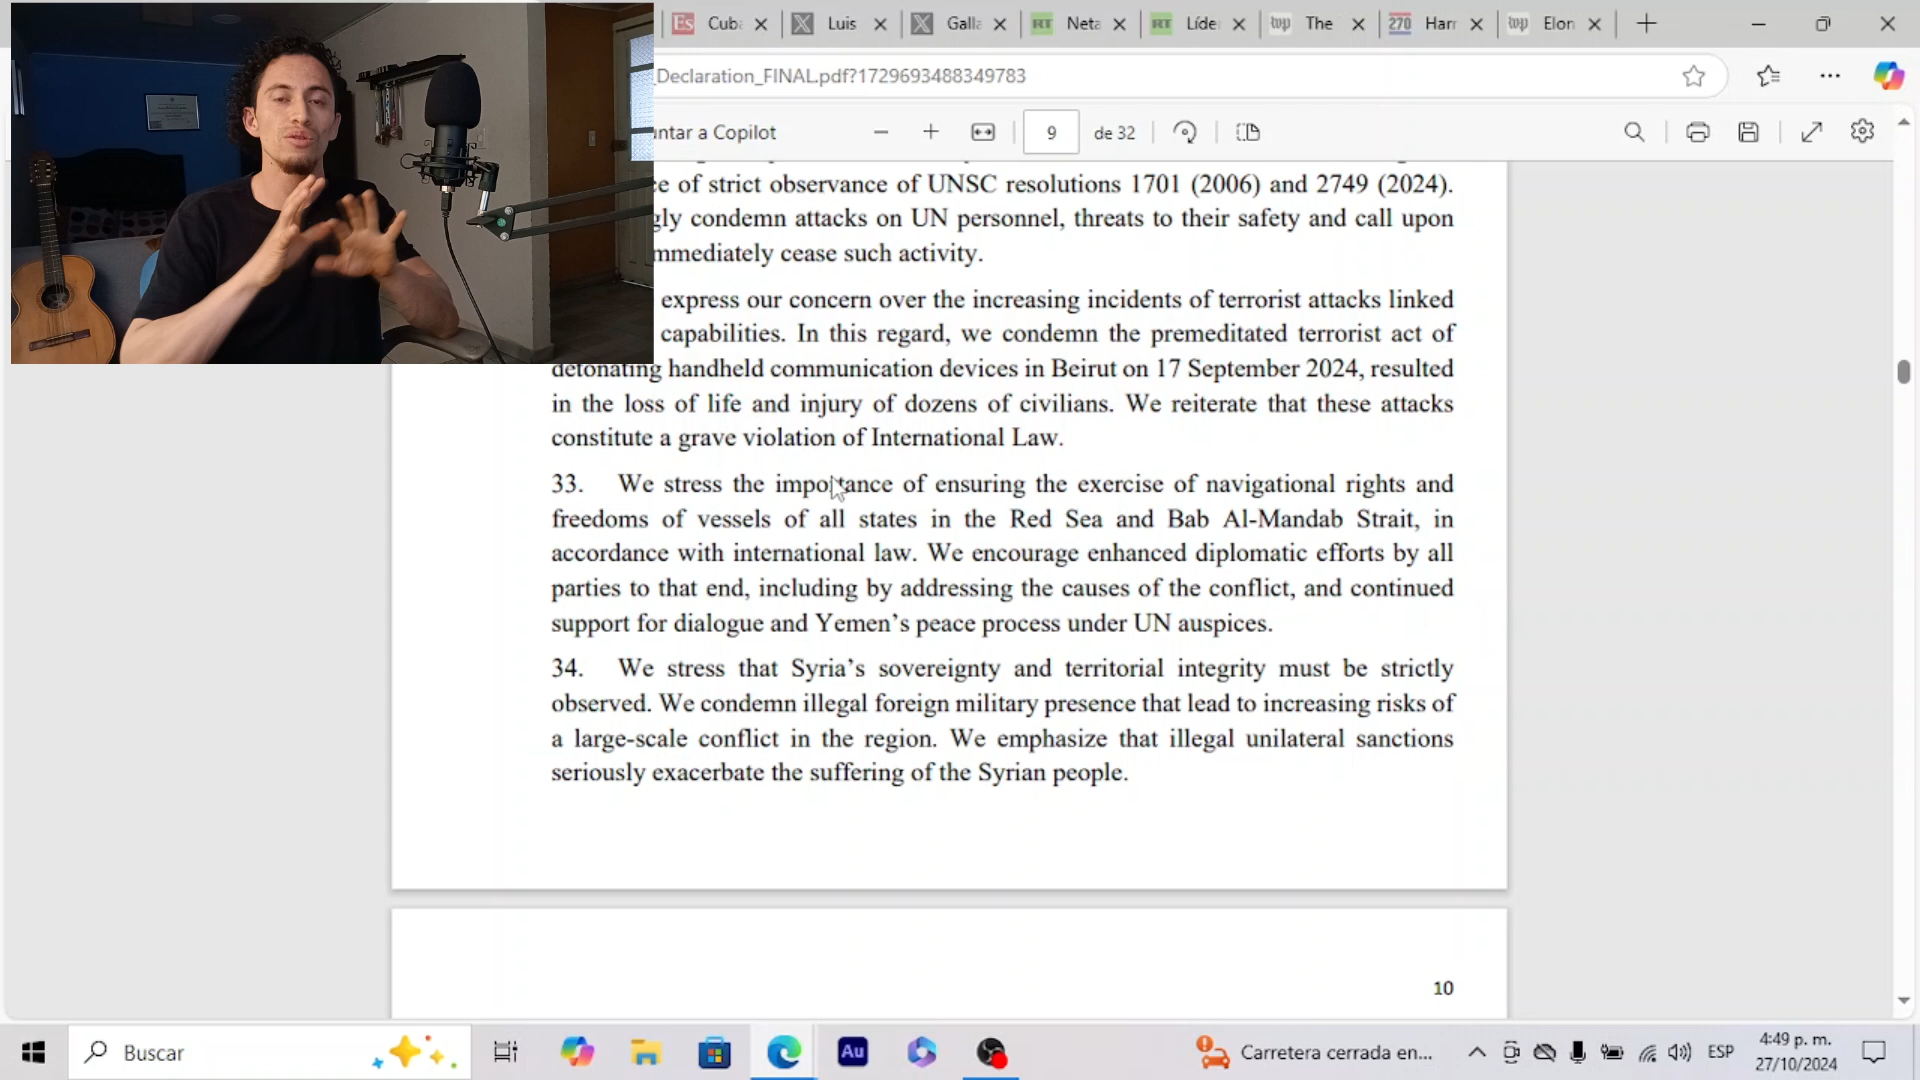 Cub
Luis
Galla
RT
Neta
RT
Líde
wp
The
270
Harr
wp
Elon
Declaration_FINAL.pdf?1729693488349783
ntar a Copilot
9
de 32
e of strict observance of UNSC resolutions 1701 (2006) and 2749 (2024).
gly condemn attacks on UN personnel, threats to their safety and call upon
mmediately cease such activity.
express our concern over the increasing incidents of terrorist attacks linked
capabilities. In this regard, we condemn the premeditated terrorist act of
detonating handheld communication devices in Beirut on 17 September 2024, resulted
in the loss of life and injury of dozens of civilians. We reiterate that these attacks
constitute a grave violation of International Law.
33. We stress the importance of ensuring the exercise of navigational rights and
freedoms of vessels of all states in the Red Sea and Bab Al-Mandab Strait, in
accordance with international law. We encourage enhanced diplomatic efforts by all
parties to that end, including by addressing the causes of the conflict, and continued
support for dialogue and Yemen’s peace process under UN auspices.
34. We stress that Syria’s sovereignty and territorial integrity must be strictly
observed. We condemn illegal foreign military presence that lead to increasing risks of
a large-scale conflict in the region. We emphasize that illegal unilateral sanctions
seriously exacerbate the suffering of the Syrian people.
10
Buscar
Au
Carretera cerrada en...
ESP
4:49 p. m.
27/10/2024